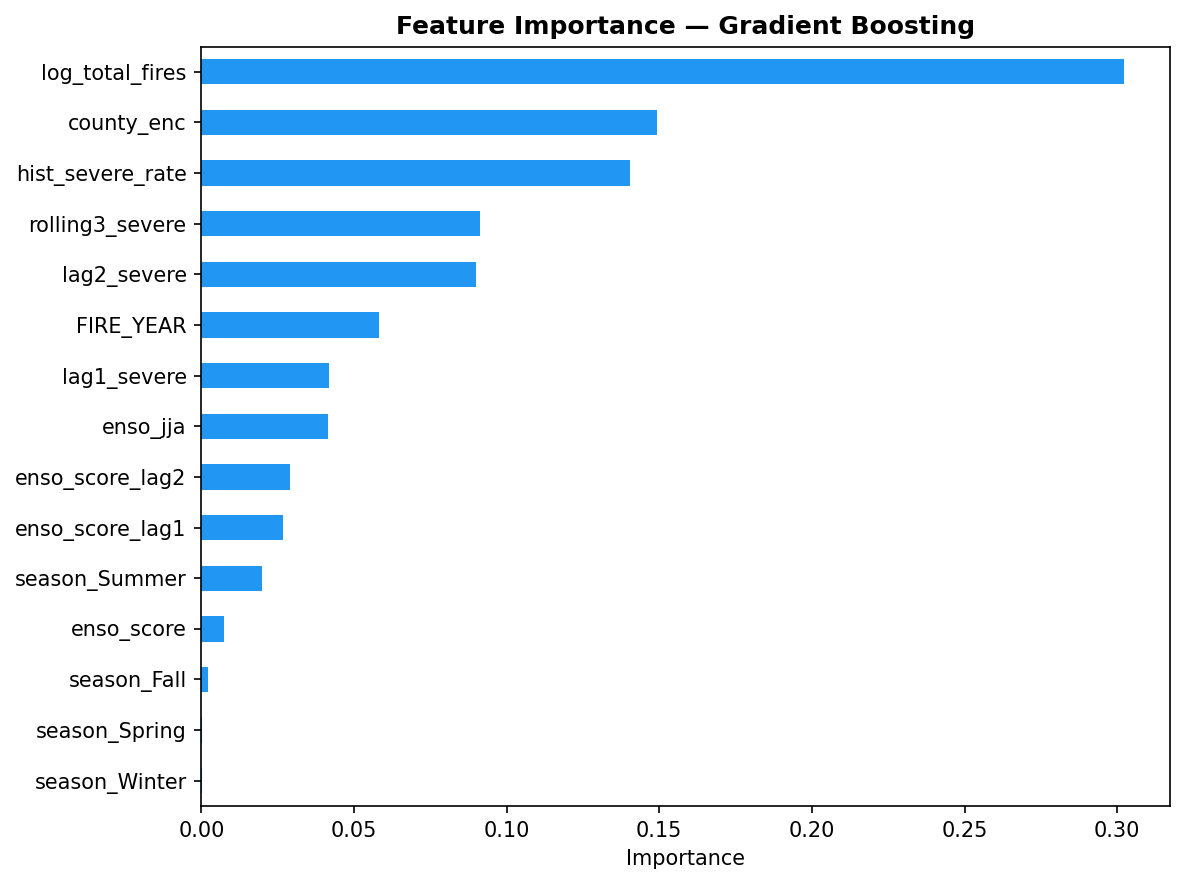 Feature Importance — Gradient Boosting
log_total_fires
county_enc
hist_severe_rate
rolling3_severe
lag2_severe
FIRE_YEAR
lag1_severe
enso_jja
enso_score_lag2
enso_score_lag1
season_Summer
enso_score
season_Fall
season_Spring
season_Winter
0.00 0.05 0.10 0.15 0.20 0.25 0.30
Importance